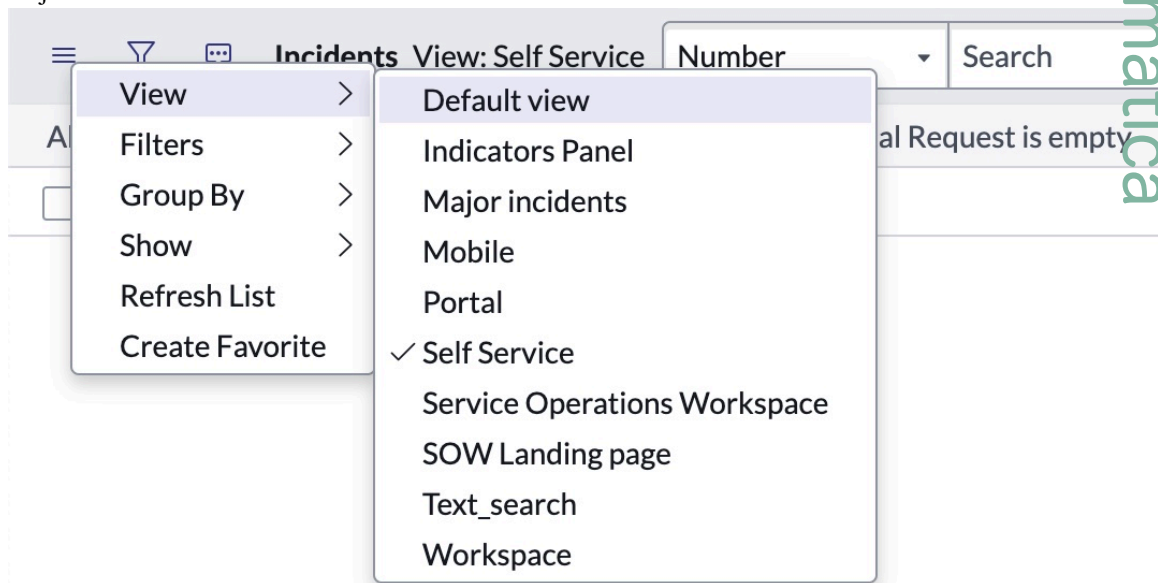 Incidents View: Self Service Number Search
View
Filters
Group By
Show
Refresh List
Create Favorite
Default view
Indicators Panel
Major incidents
Mobile
Portal
Self Service
Service Operations Workspace
SOW Landing page
Text_search
Workspace
Request is empty
matica